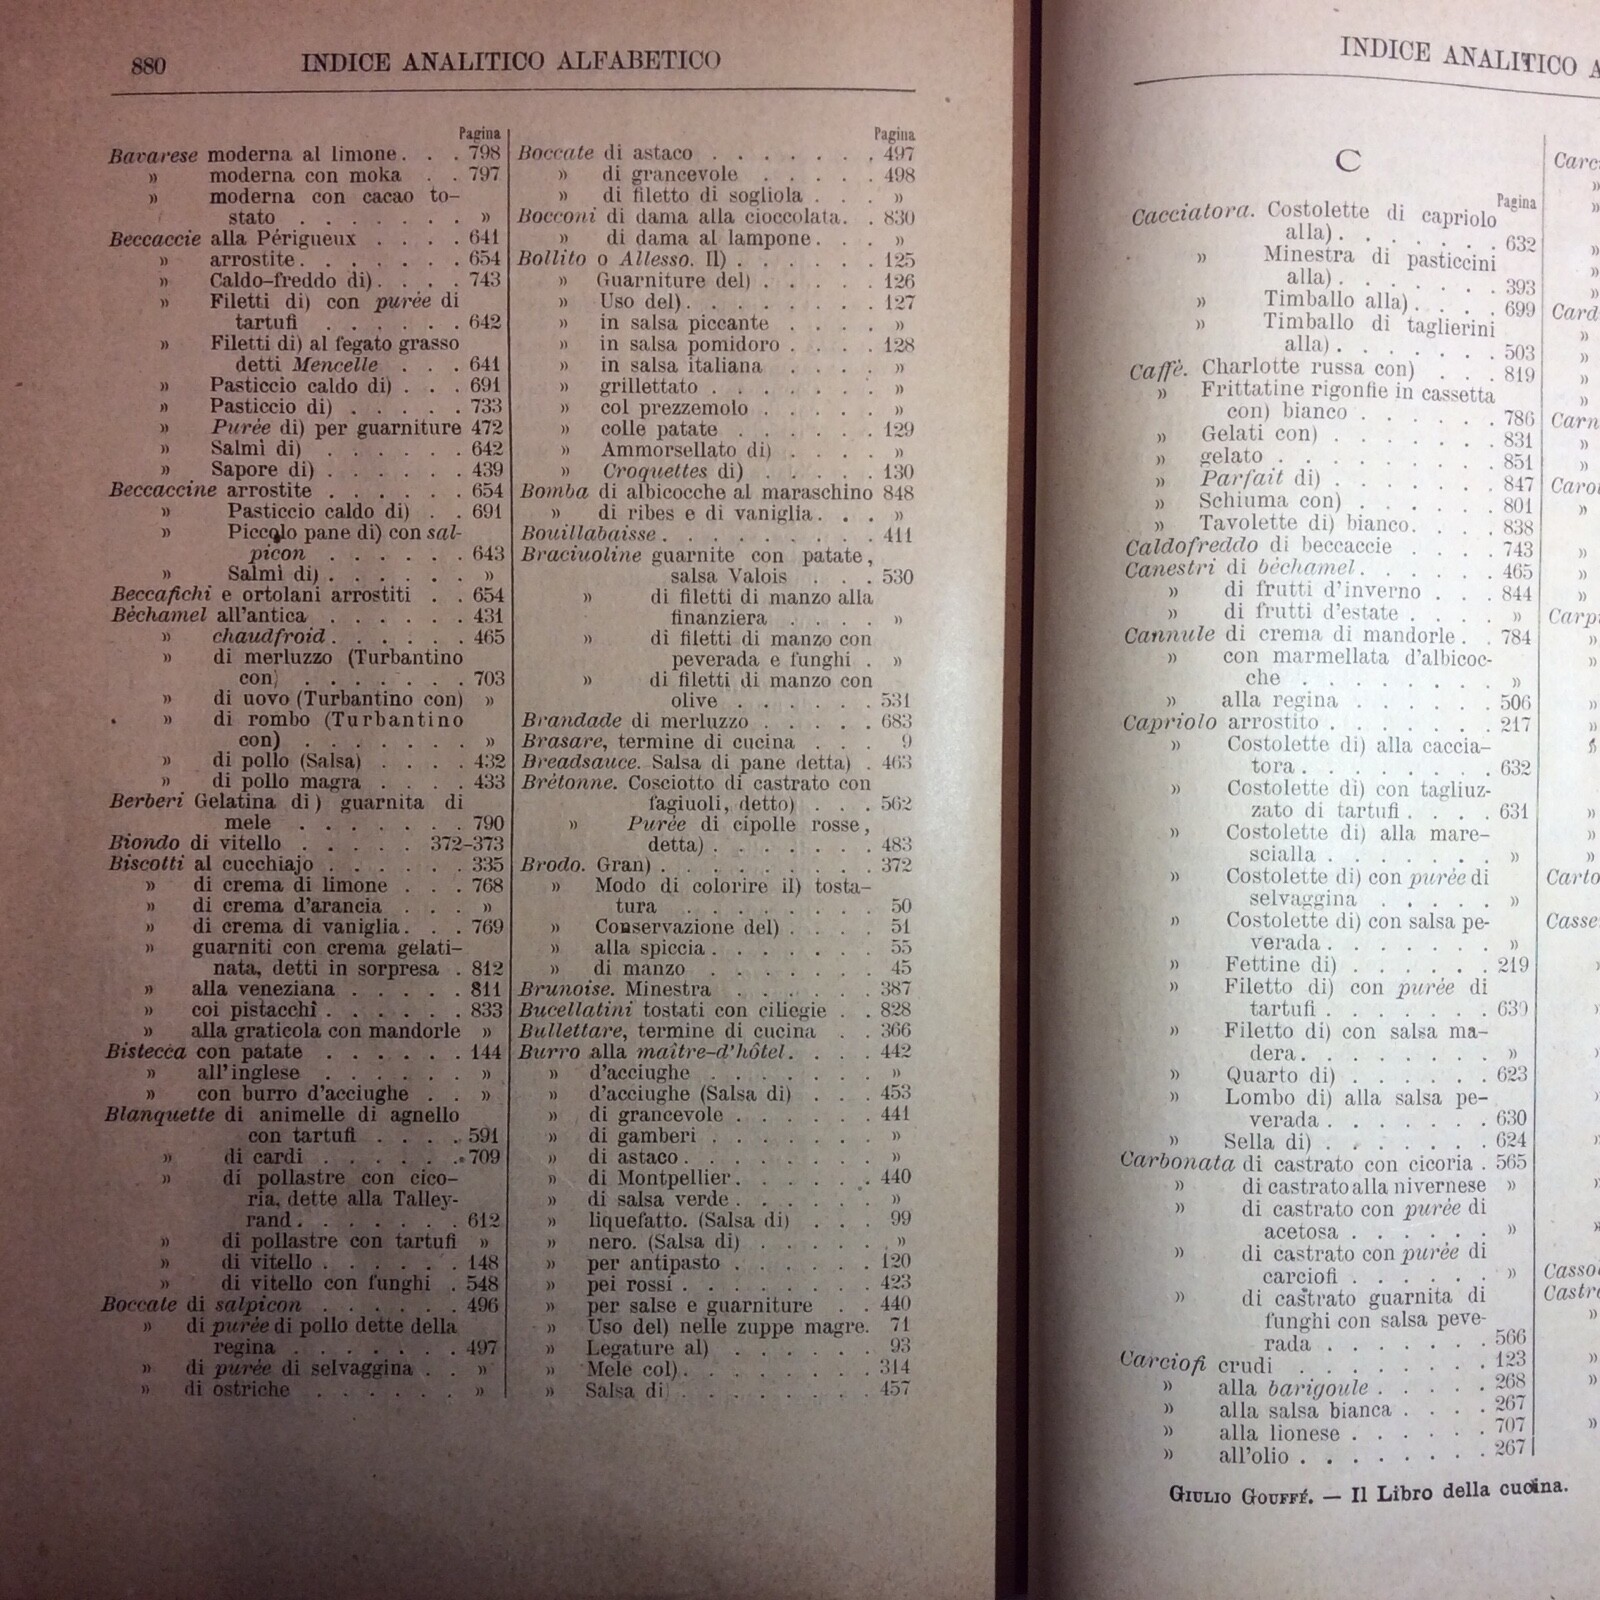 880 INDICE ANALITICO ALFABETICO
Pagina
Bavarese moderna al limone. . . 798
» moderna con moka . . 797
» moderna con cacao to-
stato . . . . . . . »
Beccaccie alla Périgueux . . . . 641
» arrostite. . . . . . . 654
» Caldo-freddo di). . . . 743
» Filetti di) con purée di
tartufi . . . . . . 642
» Filetti di) al fegato grasso
detti Mencelle . . . 641
» Pasticcio caldo di) . . . 691
» Pasticcio di) . . . . . 733
» Purée di) per guarniture 472
» Salmì di) . . . . . . 642
» Sapore di) . . . . . . 439
Beccaccine arrostite . . . . . . 654
» Pasticcio caldo di) . . 691
» Piccolo pane di) con sal-
picon . . . . . . 643
» Salmì di) . . . . . . »
Beccafichi e ortolani arrostiti . . 654
Bèchamel all'antica . . . . . . 431
» chaudfroid . . . . . . 465
» di merluzzo (Turbantino
con) . . . . . . . 703
» di uovo (Turbantino con) »
» di rombo (Turbantino
con) . . . . . . . »
» di pollo (Salsa) . . . . 432
» di pollo magra . . . . 433
Berberi Gelatina di) guarnita di
mele . . . . . . . 790
Biondo di vitello . . . . . 372-373
Biscotti al cucchiajo . . . . . . 335
» di crema di limone . . . 768
» di crema d'arancia . . . »
» di crema di vaniglia. . . 769
» guarniti con crema gelati-
nata, detti in sorpresa . 812
» alla veneziana . . . . . 811
» coi pistacchî . . . . . . 833
» alla graticola con mandorle »
Bistecca con patate . . . . . . 144
» all'inglese . . . . . . »
» con burro d'acciughe . . »
Blanquette di animelle di agnello
con tartufi . . . . 591
» di cardi . . . . . . 709
» di pollastre con cico-
ria, dette alla Talley-
rand . . . . . . . 612
» di pollastre con tartufi »
» di vitello . . . . . . 148
» di vitello con funghi . 548
Boccate di salpicon . . . . . . 496
» di purée di pollo dette della
regina . . . . . . . 497
» di purée di selvaggina . . »
» di ostriche . . . . . . »
Pagina
Boccate di astaco . . . . . . . 497
» di grancevole . . . . . 498
» di filetto di sogliola . . . »
Bocconi di dama alla cioccolata. . 830
» di dama al lampone. . . »
Bollito o Allesso. Il) . . . . . . 125
» Guarniture del) . . . . . 126
» Uso del). . . . . . . . 127
» in salsa piccante . . . . »
» in salsa pomidoro . . . . 128
» in salsa italiana . . . . »
» grillettato . . . . . . . »
» col prezzemolo . . . . . »
» colle patate . . . . . . 129
» Ammorsellato di) . . . . »
» Croquettes di) . . . . . 130
Bomba di albicocche al maraschino 848
» di ribes e di vaniglia. . . »
Bouillabaisse . . . . . . . . . 411
Braciuoline guarnite con patate,
salsa Valois . . . 530
» di filetti di manzo alla
finanziera . . . . »
» di filetti di manzo con
peverada e funghi . »
» di filetti di manzo con
olive . . . . . . 531
Brandade di merluzzo . . . . . 683
Brasare, termine di cucina . . . 9
Breadsauce. Salsa di pane detta) . 463
Brétonne. Cosciotto di castrato con
fagiuoli, detto) . . . 562
» Purée di cipolle rosse,
detta) . . . . . . . 483
Brodo. Gran) . . . . . . . . . 372
» Modo di colorire il) tosta-
tura . . . . . . . . 50
» Conservazione del) . . . . 51
» alla spiccia . . . . . . . 55
» di manzo . . . . . . . 45
Brunoise. Minestra . . . . . . 387
Bucellatini tostati con ciliegie . . 828
Bullettare, termine di cucina . . 366
Burro alla maître-d'hôtel. . . . 442
» d'acciughe . . . . . . . »
» d'acciughe (Salsa di) . . . 453
» di grancevole . . . . . . 441
» di gamberi . . . . . . . »
» di astaco . . . . . . . . »
» di Montpellier. . . . . . 440
» di salsa verde . . . . . . »
» liquefatto. (Salsa di) . . . 99
» nero. (Salsa di) . . . . . »
» per antipasto . . . . . . 120
» pei rossi . . . . . . . . 423
» per salse e guarniture . . 440
» Uso del) nelle zuppe magre. 71
» Legature al) . . . . . . 93
» Mele col). . . . . . . . 314
» Salsa di) . . . . . . . . 457
INDICE ANALITICO
C
Pagina
Cacciatora. Costolette di capriolo
alla). . . . . . . 632
» Minestra di pasticcini
alla). . . . . . . 393
» Timballo alla). . . . 699
» Timballo di taglierini
alla) . . . . . . . 503
Caffè. Charlotte russa con) . . . 819
» Frittatine rigonfie in cassetta
con) bianco . . . . . . 786
» Gelati con) . . . . . . . 831
» gelato . . . . . . . . . 851
» Parfait di) . . . . . . . 847
» Schiuma con) . . . . . . 801
» Tavolette di) bianco. . . . 838
Caldofreddo di beccaccie . . . . 743
Canestri di bèchamel. . . . . . 465
» di frutti d'inverno . . . 844
» di frutti d'estate . . . . »
Cannule di crema di mandorle . . 784
» con marmellata d'albicoc-
che . . . . . . . . »
» alla regina . . . . . . 506
Capriolo arrostito . . . . . . . 217
» Costolette di) alla caccia-
tora . . . . . . . . 632
» Costolette di) con tagliuz-
zato di tartufi . . . . 631
» Costolette di) alla mare-
scialla . . . . . . . »
» Costolette di) con purée di
selvaggina . . . . . »
» Costolette di) con salsa pe-
verada . . . . . . . »
» Fettine di) . . . . . . 219
» Filetto di) con purée di
tartufi . . . . . . . 630
» Filetto di) con salsa ma-
dera. . . . . . . . »
» Quarto di) . . . . . . 623
» Lombo di) alla salsa pe-
verada . . . . . . . 630
» Sella di) . . . . . . . 624
Carbonata di castrato con cicoria . 565
» di castrato alla nivernese »
» di castrato con purée di
acetosa . . . . . . »
» di castrato con purée di
carciofi . . . . . . »
» di castrato guarnita di
funghi con salsa peve-
rada . . . . . . . 566
Carciofi crudi . . . . . . . . 123
» alla barigoule . . . . . 268
» alla salsa bianca . . . . 267
» alla lionese . . . . . . 707
» all'olio . . . . . . . . 267
GIULIO GOUFFÉ. — Il Libro della cucina.